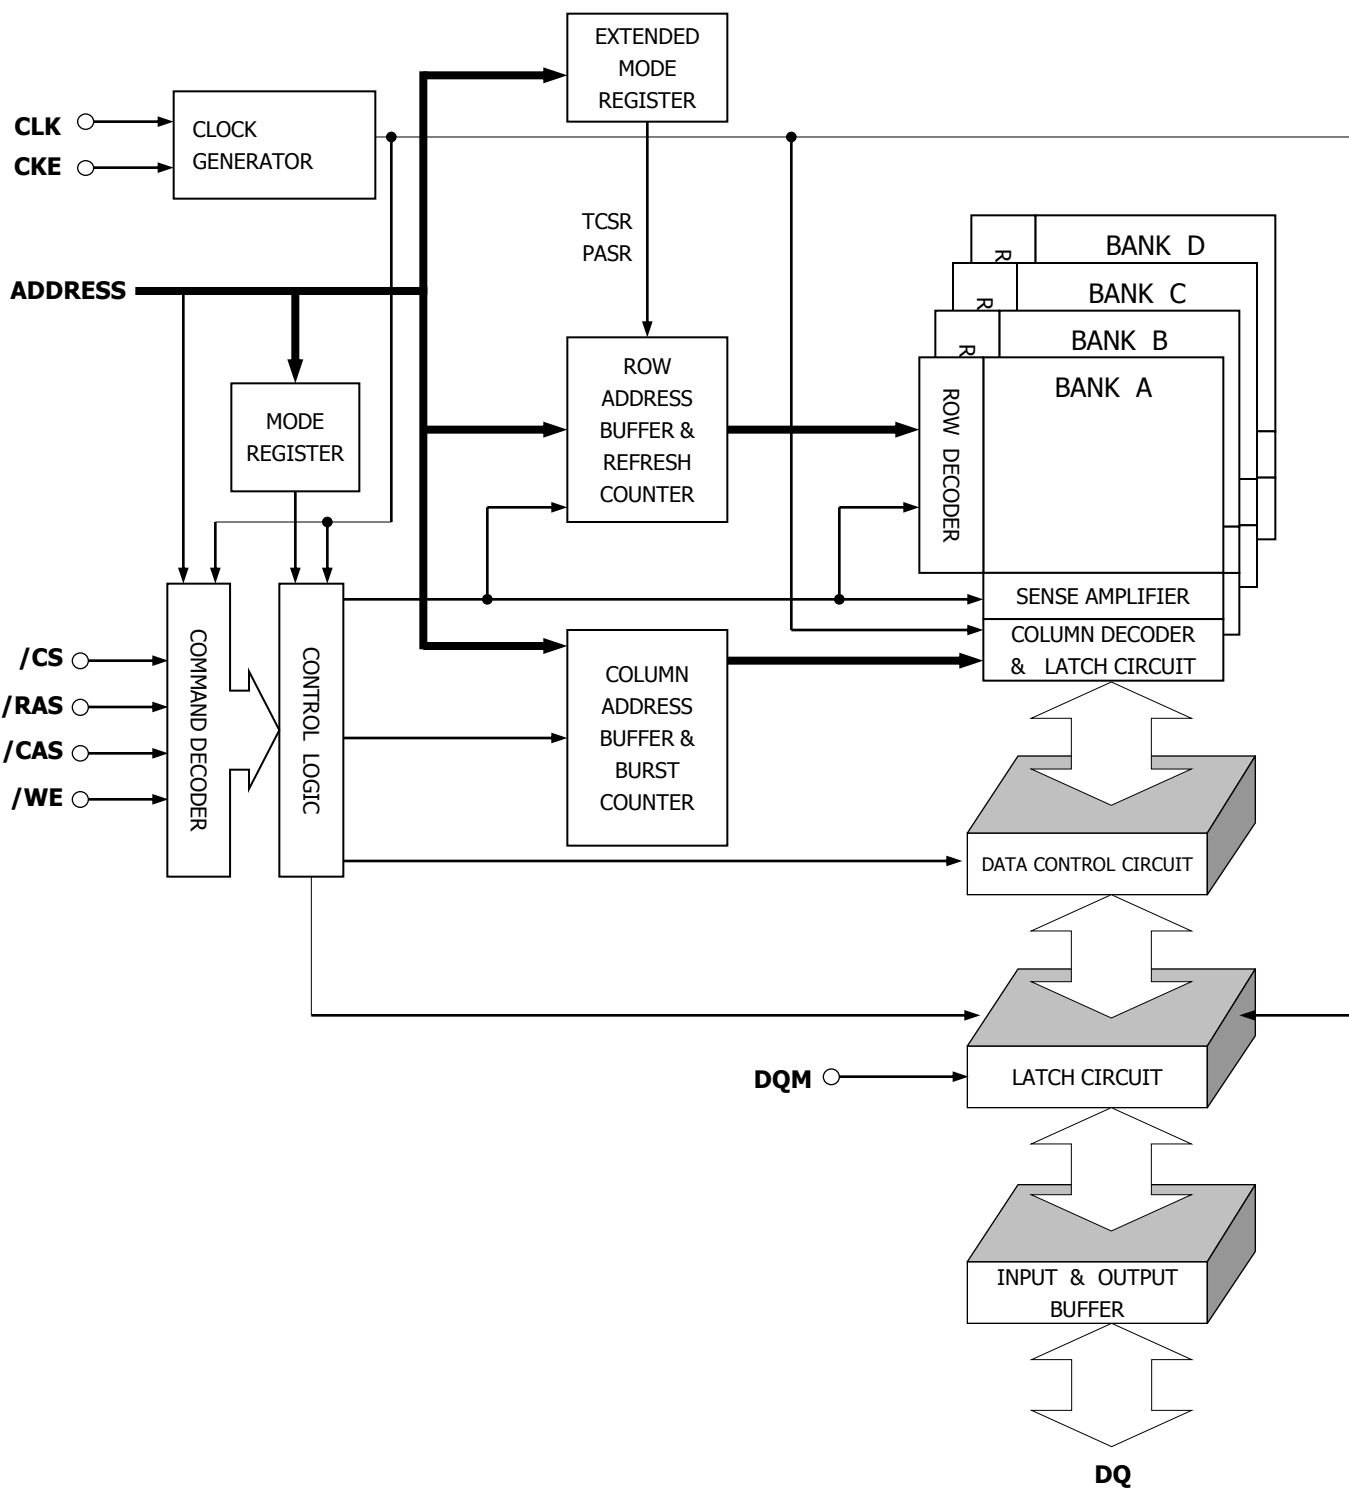 EXTENDED
MODE
REGISTER
CLK
CKE
CLOCK
GENERATOR
TCSR
PASR
ADDRESS
BANK D
R
BANK C
R
BANK B
R
BANK A
ROW DECODER
MODE
REGISTER
ROW
ADDRESS
BUFFER &
REFRESH
COUNTER
SENSE AMPLIFIER
COLUMN DECODER
& LATCH CIRCUIT
/CS
/RAS
/CAS
/WE
COMMAND DECODER
CONTROL LOGIC
COLUMN
ADDRESS
BUFFER &
BURST
COUNTER
DATA CONTROL CIRCUIT
DQM
LATCH CIRCUIT
INPUT & OUTPUT
BUFFER
DQ